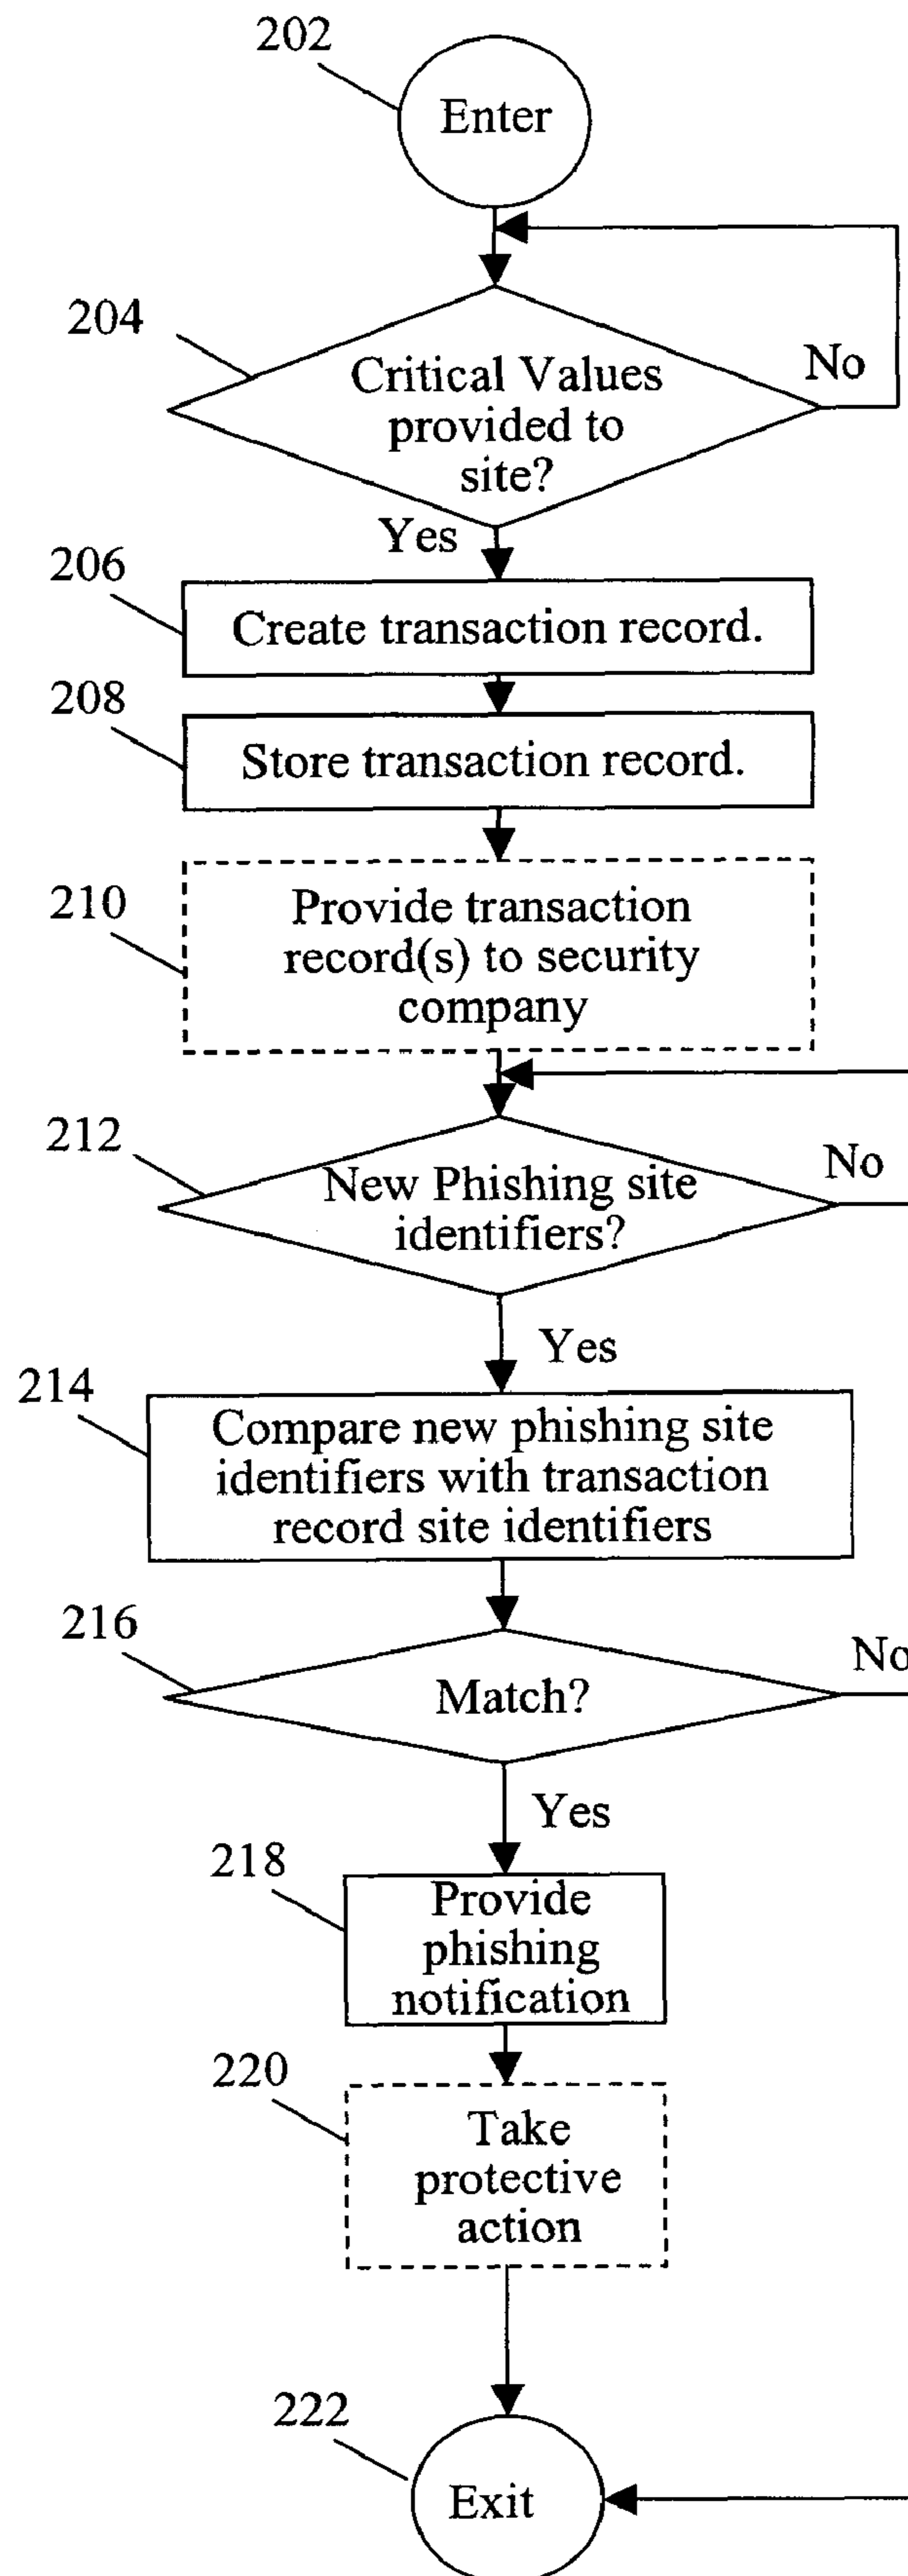 202
Enter
204
Critical Values
provided to
site?
No
Yes
206
Create transaction record.
208
Store transaction record.
210
Provide transaction
record(s) to security
company
212
New Phishing site
identifiers?
No
Yes
214
Compare new phishing site
identifiers with transaction
record site identifiers
216
Match?
No
Yes
218
Provide
phishing
notification
220
Take
protective
action
222
Exit